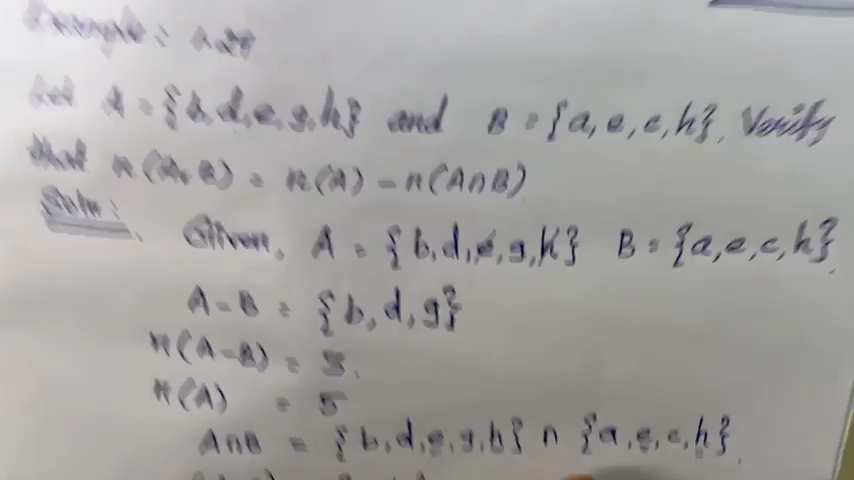 Example:
Let A = {b, d, e, g, h} and B = {a, e, c, h}. Verify
that n(A-B) = n(A) - n(A∩B)
Soln:
Given, A = {b, d, e, g, h} B = {a, e, c, h}
A-B = {b, d, g}
n(A-B) = 3.
n(A) = 5
A∩B = {b, d, e, g, h} ∩ {a, e, c, h}.